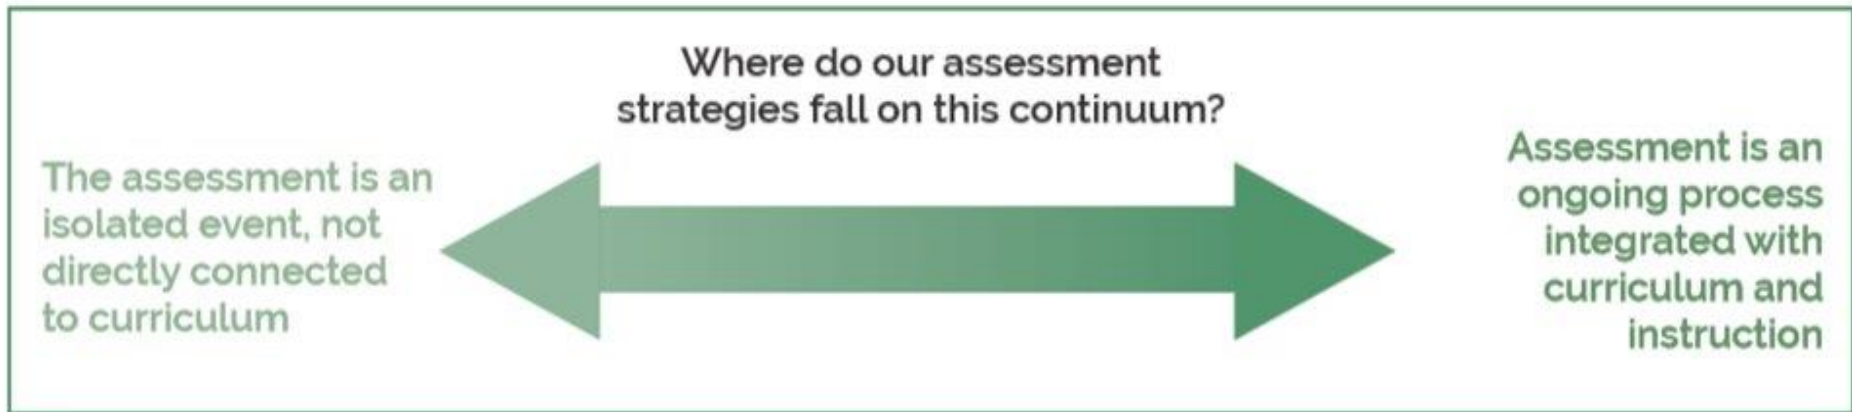 Where do our assessment
strategies fall on this continuum?
The assessment is an
isolated event, not
directly connected
to curriculum
Assessment is an
ongoing process
integrated with
curriculum and
instruction